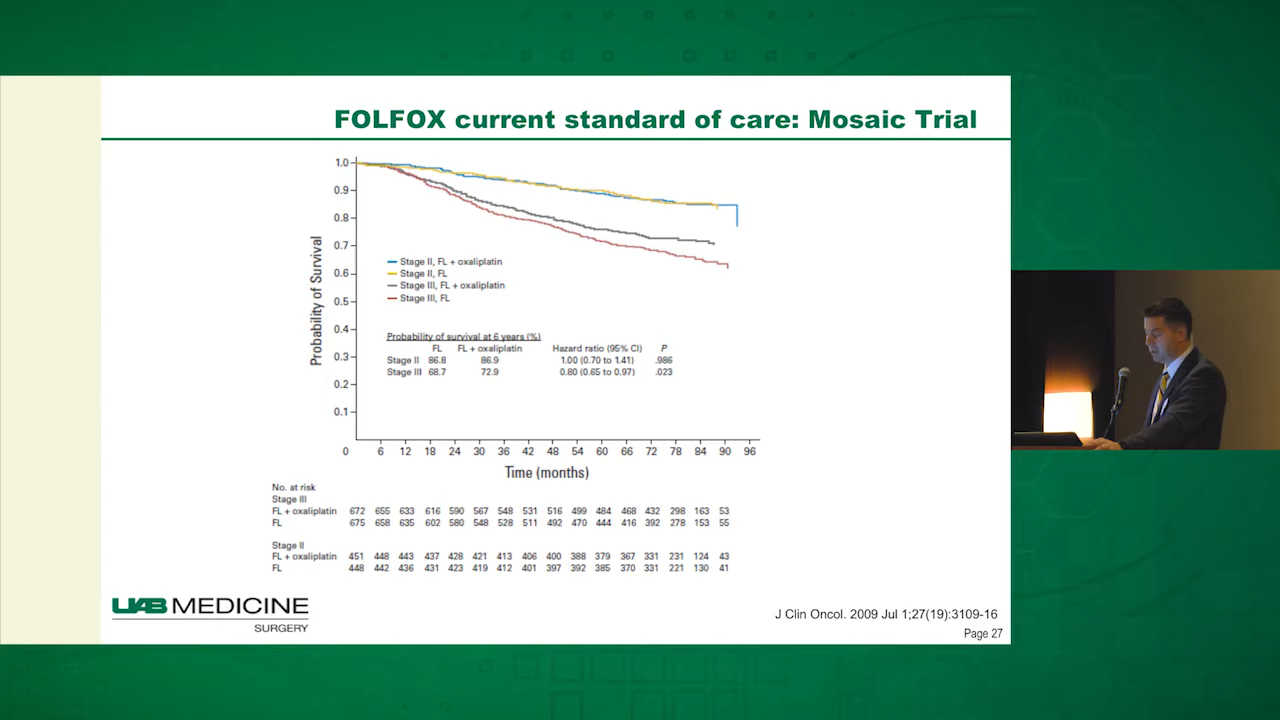 FOLFOX current standard of care: Mosaic Trial
1.0
0.9
0.8
0.7
0.6
0.5
0.4
0.3
0.2
0.1
Probability of Survival
Stage II, FL + oxaliplatin
Stage II, FL
Stage III, FL + oxaliplatin
Stage III, FL
Probability of survival at 6 years (%)
FL FL + oxaliplatin Hazard ratio (95% CI) P
Stage II 86.8 86.9 1.00 (0.70 to 1.41) .986
Stage III 68.7 72.9 0.80 (0.65 to 0.97) .023
0 6 12 18 24 30 36 42 48 54 60 66 72 78 84 90 96
Time (months)
No. at risk
Stage III
FL + oxaliplatin 672 655 633 616 590 567 548 531 516 499 484 468 432 298 163 53
FL 675 658 635 602 580 548 528 511 492 470 444 416 392 278 153 55
Stage II
FL + oxaliplatin 451 448 443 437 428 421 413 406 400 388 379 367 331 231 124 43
FL 448 442 436 431 423 419 412 401 397 392 385 370 331 221 130 41
UAB MEDICINE
SURGERY
J Clin Oncol. 2009 Jul 1;27(19):3109-16
Page 27